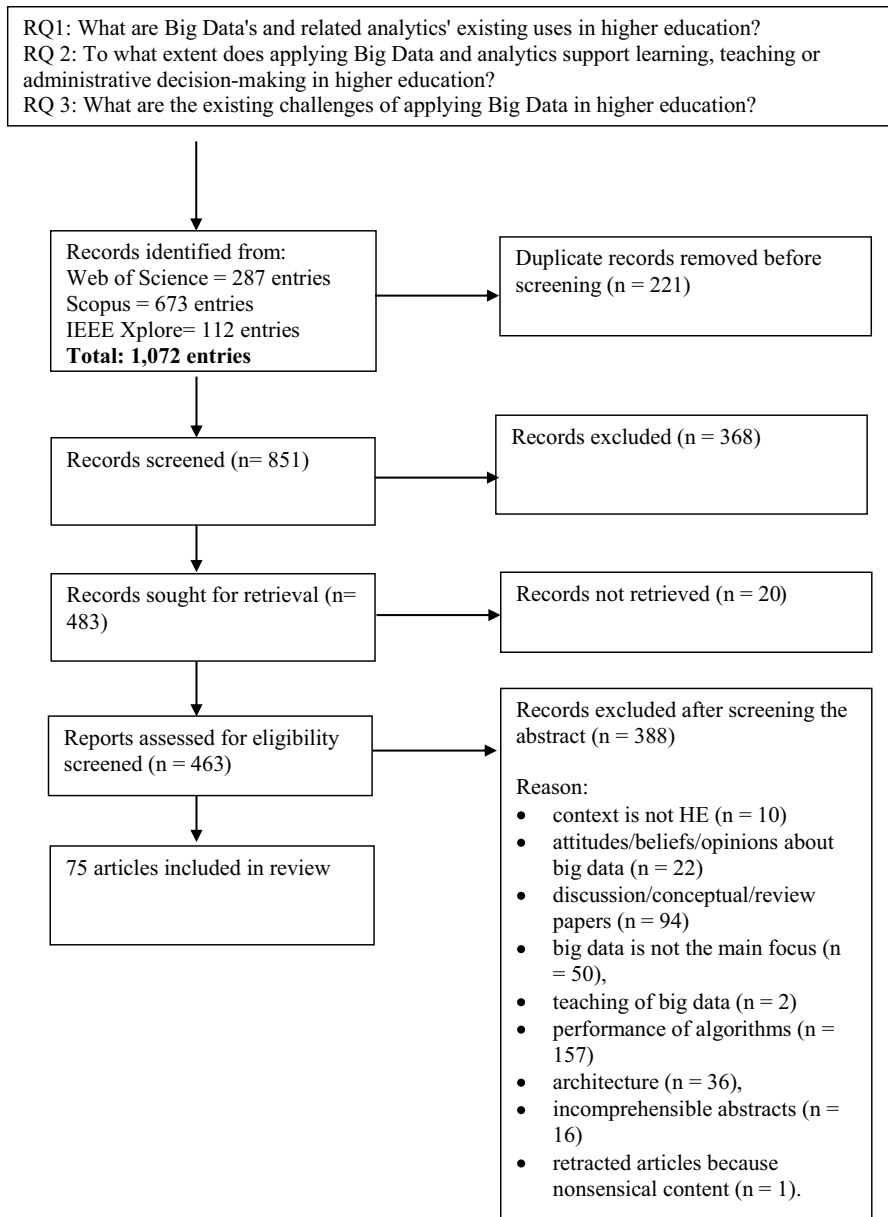 RQ1: What are Big Data's and related analytics' existing uses in higher education?
RQ 2: To what extent does applying Big Data and analytics support learning, teaching or
administrative decision-making in higher education?
RQ 3: What are the existing challenges of applying Big Data in higher education?
Records identified from:
Web of Science = 287 entries
Scopus = 673 entries
IEEE Xplore= 112 entries
Total: 1,072 entries
Duplicate records removed before
screening (n = 221)
Records screened (n= 851)
Records excluded (n = 368)
Records sought for retrieval (n=
483)
Records not retrieved (n = 20)
Reports assessed for eligibility
screened (n = 463)
Records excluded after screening the
abstract (n = 388)
Reason:
• context is not HE (n = 10)
• attitudes/beliefs/opinions about
big data (n = 22)
• discussion/conceptual/review
papers (n = 94)
• big data is not the main focus (n
= 50),
• teaching of big data (n = 2)
• performance of algorithms (n =
157)
• architecture (n = 36),
• incomprehensible abstracts (n =
16)
• retracted articles because
nonsensical content (n = 1).
75 articles included in review